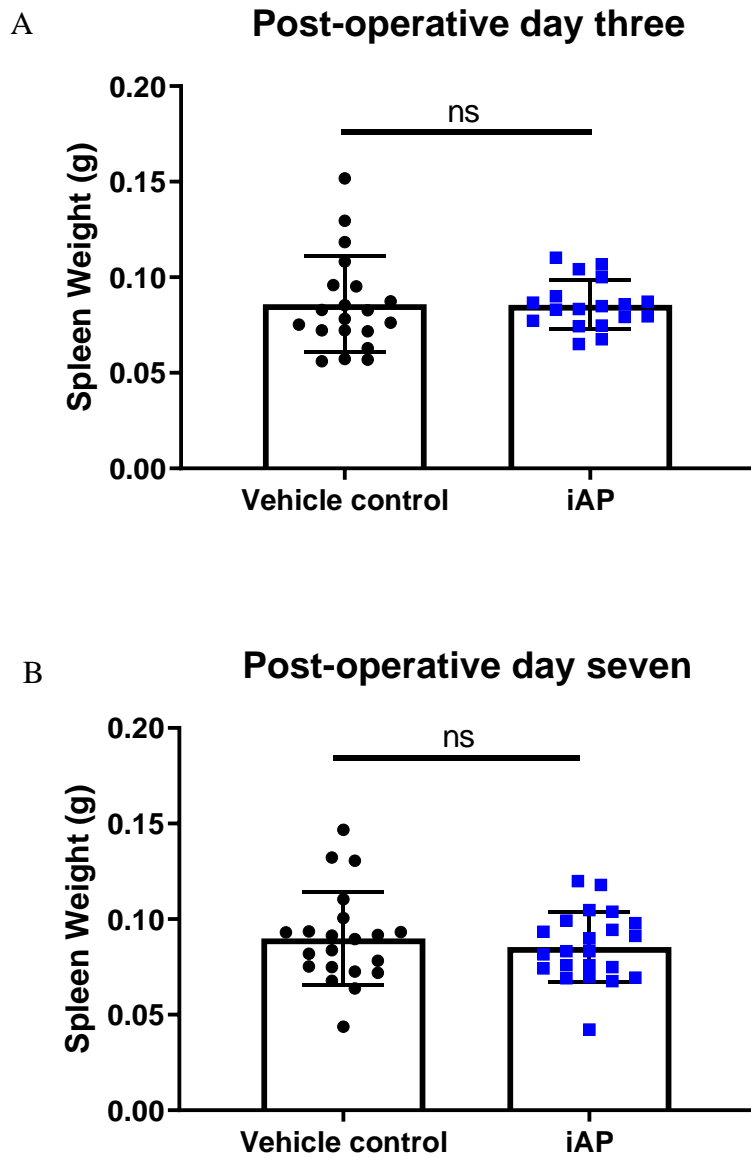 A
Post-operative day three
Spleen Weight (g)
0.20
0.15
0.10
0.05
0.00
ns
Vehicle control
iAP
B
Post-operative day seven
Spleen Weight (g)
0.20
0.15
0.10
0.05
0.00
ns
Vehicle control
iAP